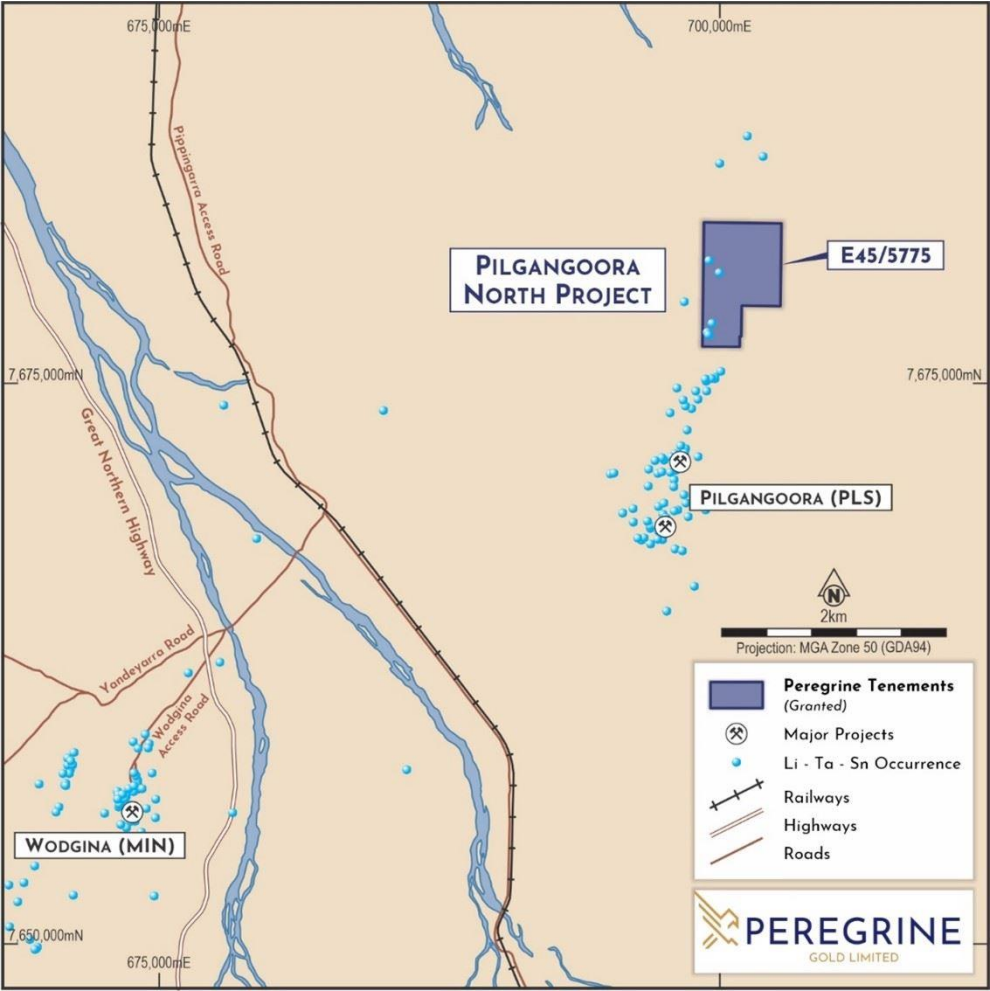 675,000mE
700,000mE
Pippingarra Access Road
PILGANGOORA
NORTH PROJECT
E45/5775
7,675,000mN
7,675,000mN
Great Northern Highway
PILGANGOORA (PLS)
N
2km
Projection: MGA Zone 50 (GDA94)
Yandeyarra Road
Wodgina
Access Road
WODGINA (MIN)
Peregrine Tenements
(Granted)
Major Projects
Li - Ta - Sn Occurrence
Railways
Highways
Roads
7,650,000mN
675,000mE
PEREGRINE
GOLD LIMITED